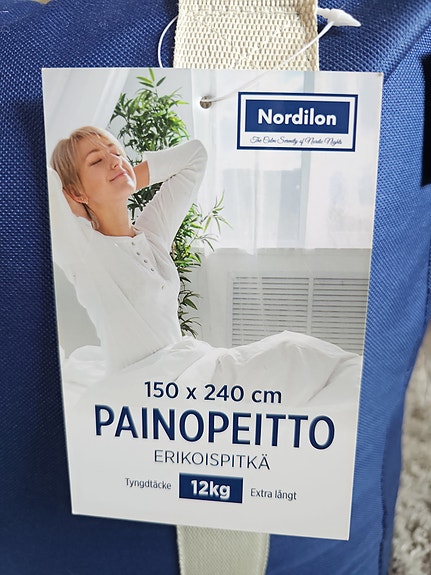 Nordilon
The Calm Serenity of Nordic Nights
150 x 240 cm
PAINOPEITTO
ERIKOISPITKÄ
Tyngdtäcke 12kg Extra långt